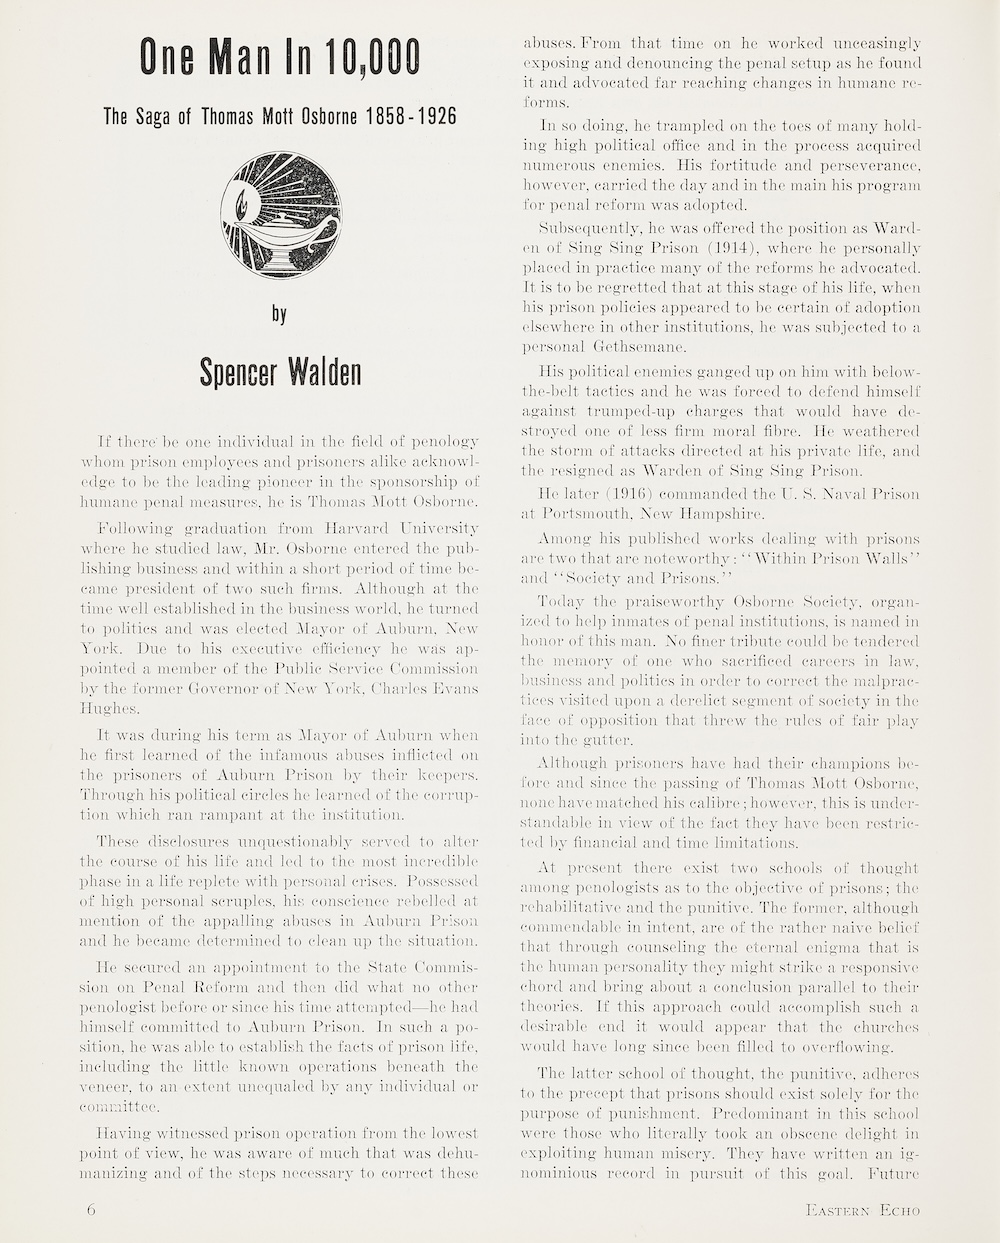 One Man In 10,000
The Saga of Thomas Mott Osborne 1858-1926
by
Spencer Walden
If there be one individual in the field of penology
whom prison employees and prisoners alike acknowl-
edge to be the leading pioneer in the sponsorship of
humane penal measures, he is Thomas Mott Osborne.
Following graduation from Harvard University
where he studied law, Mr. Osborne entered the pub-
lishing business and within a short period of time be-
came president of two such firms. Although at the
time well established in the business world, he turned
to politics and was elected Mayor of Auburn, New
York. Due to his executive efficiency he was ap-
pointed a member of the Public Service Commission
by the former Governor of New York, Charles Evans
Hughes.
It was during his term as Mayor of Auburn when
he first learned of the infamous abuses inflicted on
the prisoners of Auburn Prison by their keepers.
Through his political circles he learned of the corrup-
tion which ran rampant at the institution.
These disclosures unquestionably served to alter
the course of his life and led to the most incredible
phase in a life replete with personal crises. Possessed
of high personal scruples, his conscience rebelled at
mention of the appalling abuses in Auburn Prison
and he became determined to clean up the situation.
He secured an appointment to the State Commis-
sion on Penal Reform and then did what no other
penologist before or since his time attempted—he had
himself committed to Auburn Prison. In such a po-
sition, he was able to establish the facts of prison life,
including the little known operations beneath the
veneer, to an extent unequaled by any individual or
committee.
Having witnessed prison operation from the lowest
point of view, he was aware of much that was dehu-
manizing and of the steps necessary to correct these
abuses. From that time on he worked unceasingly
exposing and denouncing the penal setup as he found
it and advocated far reaching changes in humane re-
forms.
In so doing, he trampled on the toes of many hold-
ing high political office and in the process acquired
numerous enemies. His fortitude and perseverance,
however, carried the day and in the main his program
for penal reform was adopted.
Subsequently, he was offered the position as Ward-
en of Sing Sing Prison (1914), where he personally
placed in practice many of the reforms he advocated.
It is to be regretted that at this stage of his life, when
his prison policies appeared to be certain of adoption
elsewhere in other institutions, he was subjected to a
personal Gethsemane.
His political enemies ganged up on him with below-
the-belt tactics and he was forced to defend himself
against trumped-up charges that would have de-
stroyed one of less firm moral fibre. He weathered
the storm of attacks directed at his private life, and
the resigned as Warden of Sing Sing Prison.
He later (1916) commanded the U. S. Naval Prison
at Portsmouth, New Hampshire.
Among his published works dealing with prisons
are two that are noteworthy: "Within Prison Walls"
and "Society and Prisons."
Today the praiseworthy Osborne Society, organ-
ized to help inmates of penal institutions, is named in
honor of this man. No finer tribute could be tendered
the memory of one who sacrificed careers in law,
business and politics in order to correct the malprac-
tices visited upon a derelict segment of society in the
face of opposition that threw the rules of fair play
into the gutter.
Although prisoners have had their champions be-
fore and since the passing of Thomas Mott Osborne,
none have matched his calibre; however, this is under-
standable in view of the fact they have been restric-
ted by financial and time limitations.
At present there exist two schools of thought
among penologists as to the objective of prisons; the
rehabilitative and the punitive. The former, although
commendable in intent, are of the rather naive belief
that through counseling the eternal enigma that is
the human personality they might strike a responsive
chord and bring about a conclusion parallel to their
theories. If this approach could accomplish such a
desirable end it would appear that the churches
would have long since been filled to overflowing.
The latter school of thought, the punitive, adheres
to the precept that prisons should exist solely for the
purpose of punishment. Predominant in this school
were those who literally took an obscene delight in
exploiting human misery. They have written an ig-
nominious record in pursuit of this goal. Future
6
Eastern Echo